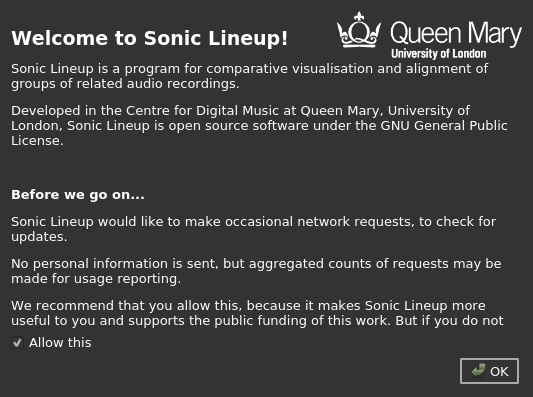 Queen Mary
University of London
Welcome to Sonic Lineup!
Sonic Lineup is a program for comparative visualisation and alignment of
groups of related audio recordings.
Developed in the Centre for Digital Music at Queen Mary, University of
London, Sonic Lineup is open source software under the GNU General Public
License.
Before we go on...
Sonic Lineup would like to make occasional network requests, to check for
updates.
No personal information is sent, but aggregated counts of requests may be
made for usage reporting.
We recommend that you allow this, because it makes Sonic Lineup more
useful to you and supports the public funding of this work. But if you do not
Allow this
OK